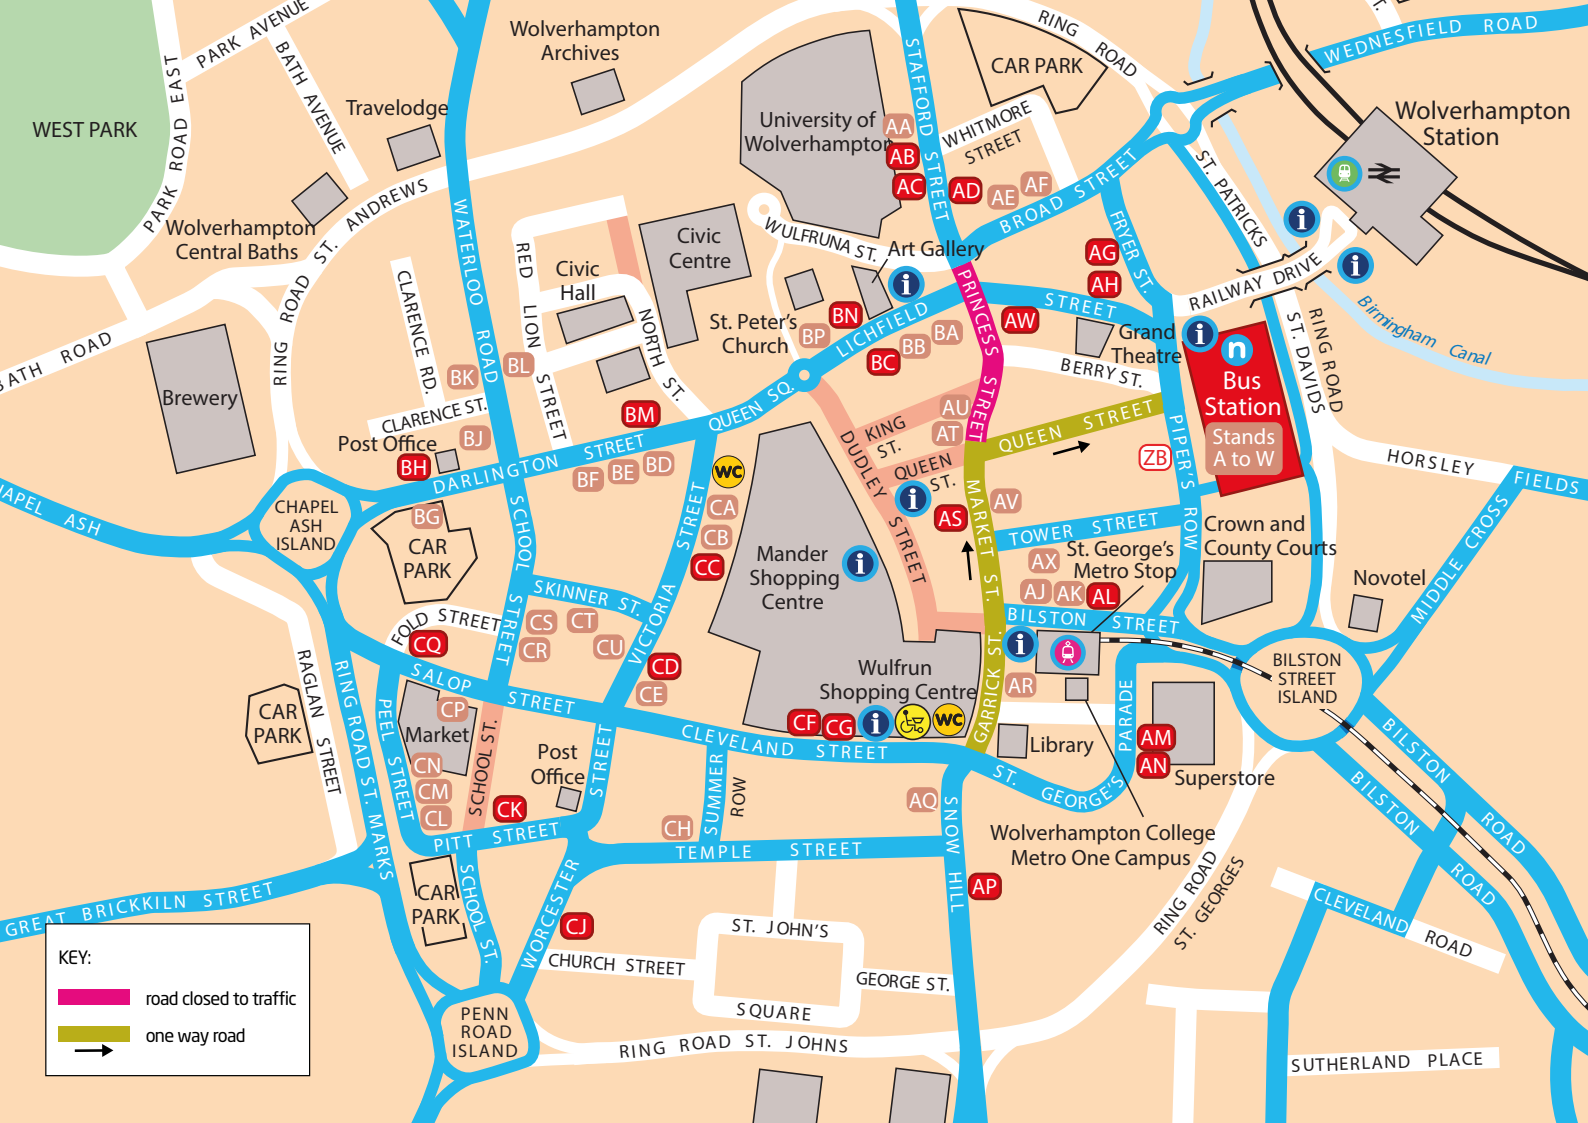 WEST PARK
PARK AVENUE
BATH AVENUE
PARK ROAD EAST
Travelodge
Wolverhampton
Archives
Wolverhampton
Central Baths
RING ROAD ST. ANDREWS
WATERLOO ROAD
BATH ROAD
Brewery
CLARENCE RD.
CLARENCE ST.
Post Office
BH
BJ
BK
BL
RED LION STREET
Civic
Hall
Civic
Centre
NORTH ST.
BM
University of
Wolverhampton
AA
AB
AC
AD
AE
AF
STAFFORD STREET
WHITMORE
STREET
CAR PARK
RING ROAD
BROAD STREET
WULFRUNA ST.
Art Gallery
i
St. Peter's
Church
BN
BP
LICHFIELD
STREET
BA
BB
BC
AW
PRINCESS STREET
FRYER ST.
AG
AH
Grand
Theatre
BERRY ST.
WEDNESFIELD ROAD
ST.
Wolverhampton
Station
i
i
ST. PATRICKS
RAILWAY DRIVE
Birmingham Canal
RING ROAD
ST. DAVIDS
i
n
Bus
Station
Stands
A to W
ZB
PIPER'S ROW
HORSLEY
FIELDS
MIDDLE CROSS
Novotel
Crown and
County Courts
QUEEN SQ.
DARLINGTON STREET
BD
BE
BF
BG
CAR
PARK
CHAPEL
ASH
ISLAND
CHAPEL ASH
SCHOOL STREET
SKINNER ST.
VICTORIA STREET
WC
CA
CB
CC
CD
CE
CS
CT
CR
CU
Mander
Shopping
Centre
i
DUDLEY STREET
KING
ST.
QUEEN
ST.
i
AS
AT
AU
AV
QUEEN STREET
MARKET ST.
TOWER STREET
AX
St. George's
Metro Stop
AJ
AK
AL
BILSTON STREET
i
AR
GARRICK ST.
Wulfrun
Shopping Centre
CF
CG
i
WC
Library
PARADE
AM
AN
Superstore
BILSTON
STREET
ISLAND
BILSTON ROAD
BILSTON ROAD
CLEVELAND ROAD
FOLD STREET
CQ
SALOP STREET
CLEVELAND STREET
ST. GEORGE'S
Wolverhampton College
Metro One Campus
RAGLAN STREET
CAR
PARK
RING ROAD ST. MARKS
PEEL STREET
CP
Market
CN
CM
CL
SCHOOL ST.
Post
Office
CK
PITT STREET
SUMMER
ROW
CH
TEMPLE STREET
AQ
SNOW HILL
AP
RING ROAD
ST. GEORGES
GREAT BRICKKILN STREET
CAR
PARK
SCHOOL ST.
WORCESTER
STREET
CJ
CHURCH STREET
ST. JOHN'S
SQUARE
GEORGE ST.
PENN
ROAD
ISLAND
RING ROAD ST. JOHNS
SUTHERLAND PLACE
KEY:
road closed to traffic
one way road